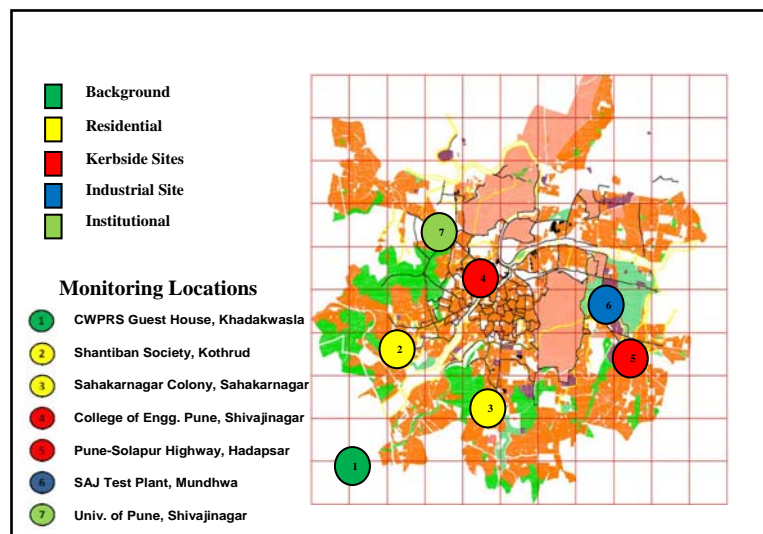 Background
Residential
Kerbside Sites
Industrial Site
Institutional
Monitoring Locations
1 CWPRS Guest House, Khadakwasla
2 Shantiban Society, Kothrud
3 Sahakarnagar Colony, Sahakarnagar
4 College of Engg. Pune, Shivajinagar
5 Pune-Solapur Highway, Hadapsar
6 SAJ Test Plant, Mundhwa
7 Univ. of Pune, Shivajinagar
7
4
6
2
5
3
1